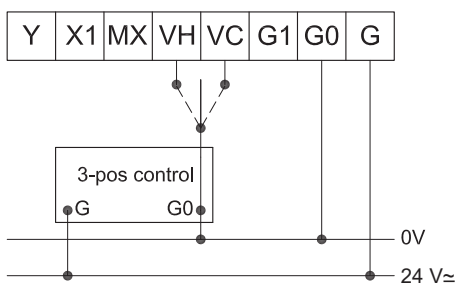 Y X1 MX VH VC G1 G0 G
3-pos control
G G0
0V
24 V≃